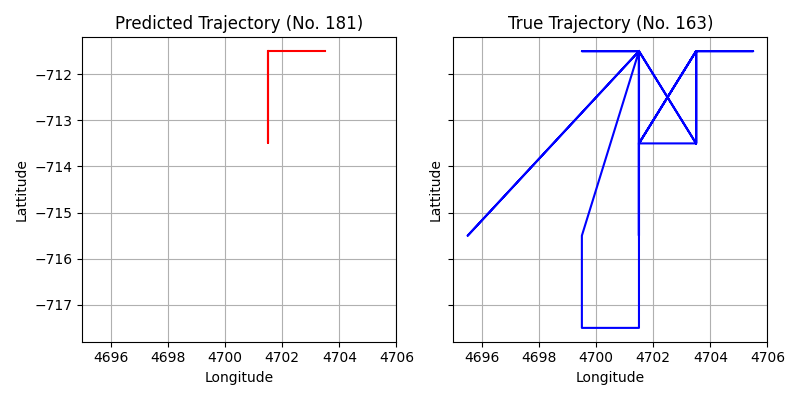 Predicted Trajectory (No. 181)
True Trajectory (No. 163)
−712
−713
−714
−715
−716
−717
Lattitude
Lattitude
4696 4698 4700 4702 4704 4706
4696 4698 4700 4702 4704 4706
Longitude
Longitude